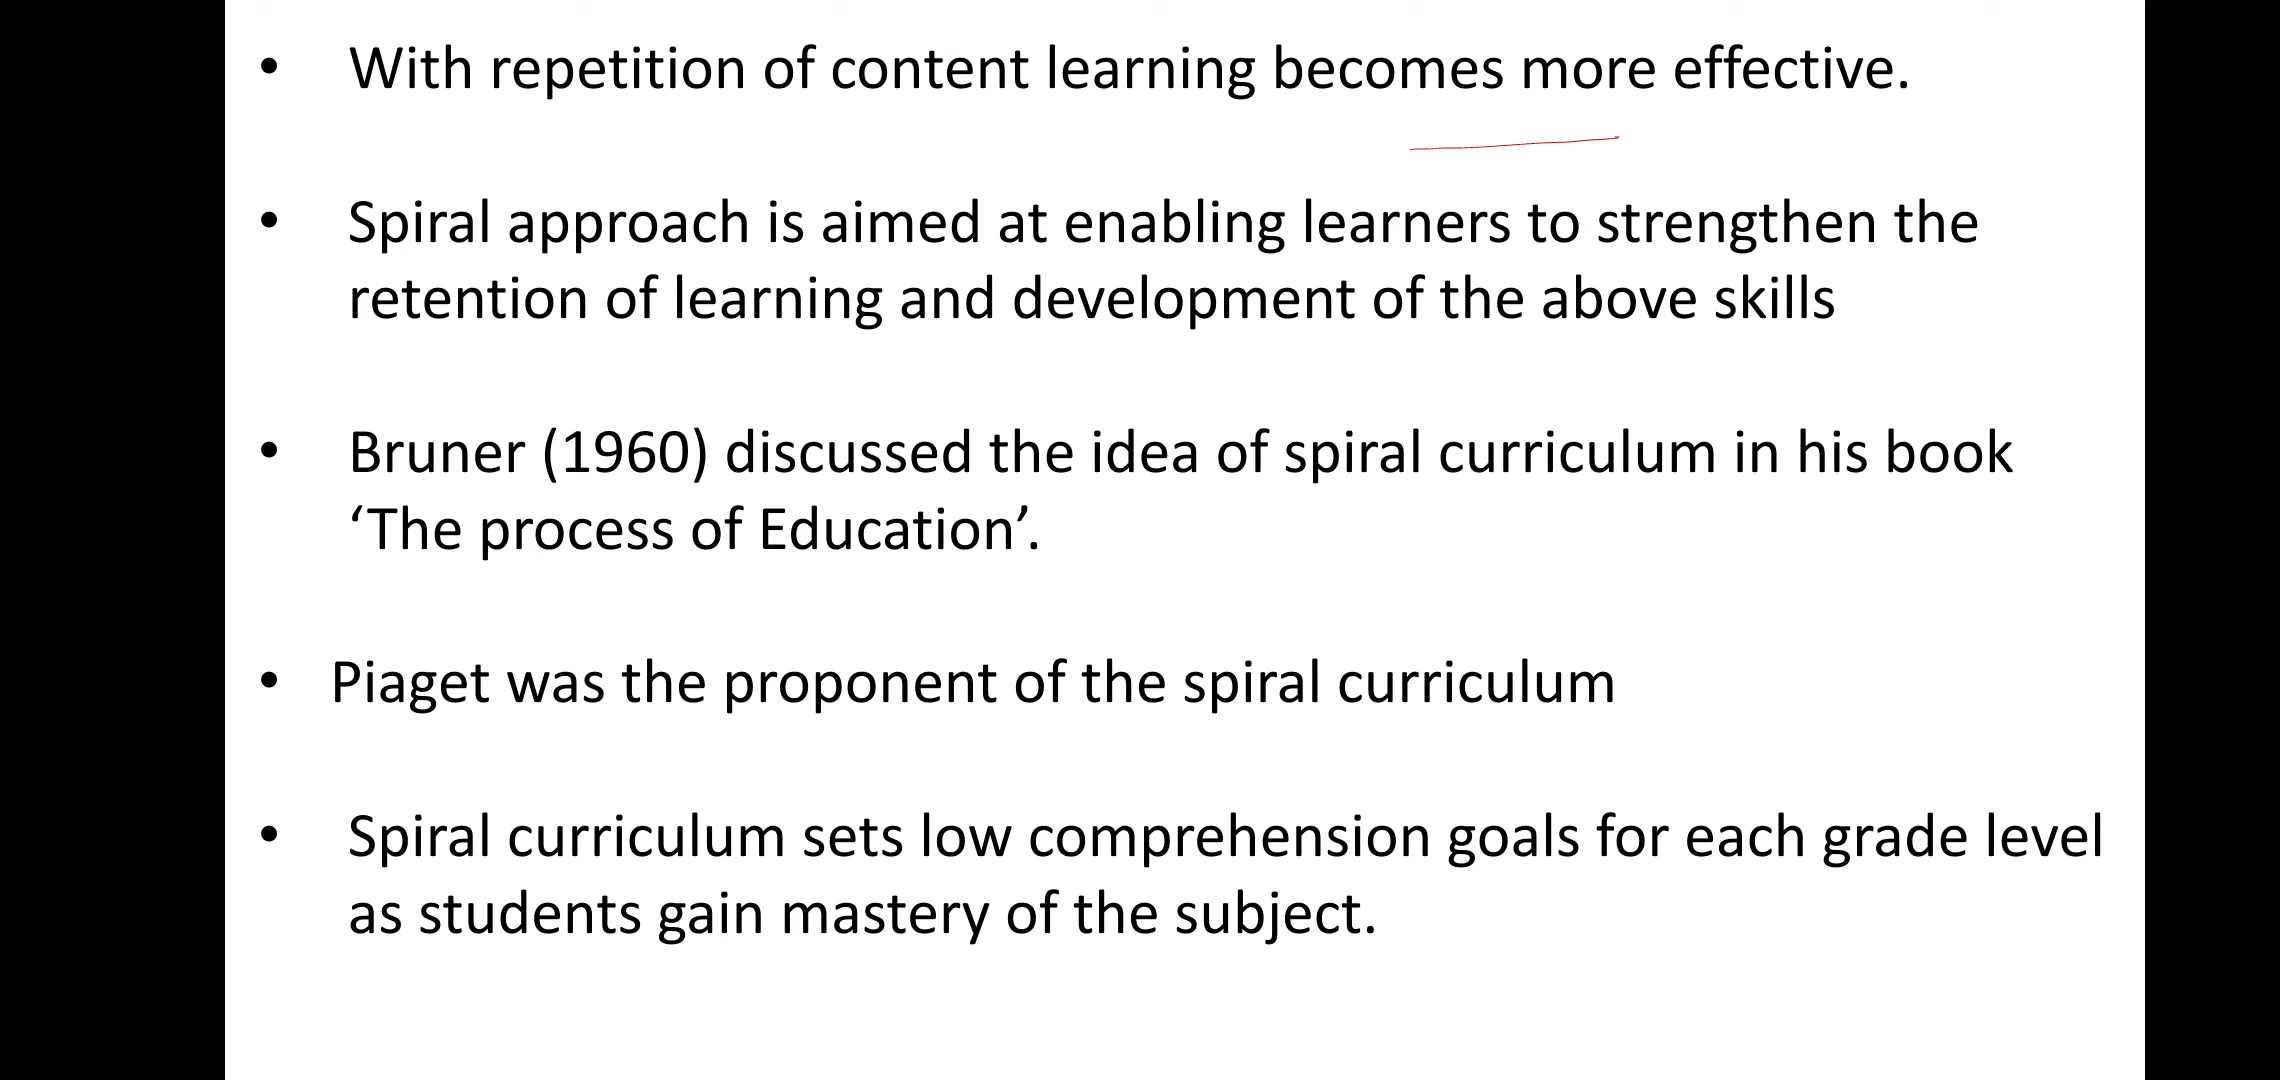 • With repetition of content learning becomes more effective.
• Spiral approach is aimed at enabling learners to strengthen the
retention of learning and development of the above skills
• Bruner (1960) discussed the idea of spiral curriculum in his book
‘The process of Education’.
• Piaget was the proponent of the spiral curriculum
• Spiral curriculum sets low comprehension goals for each grade level
as students gain mastery of the subject.